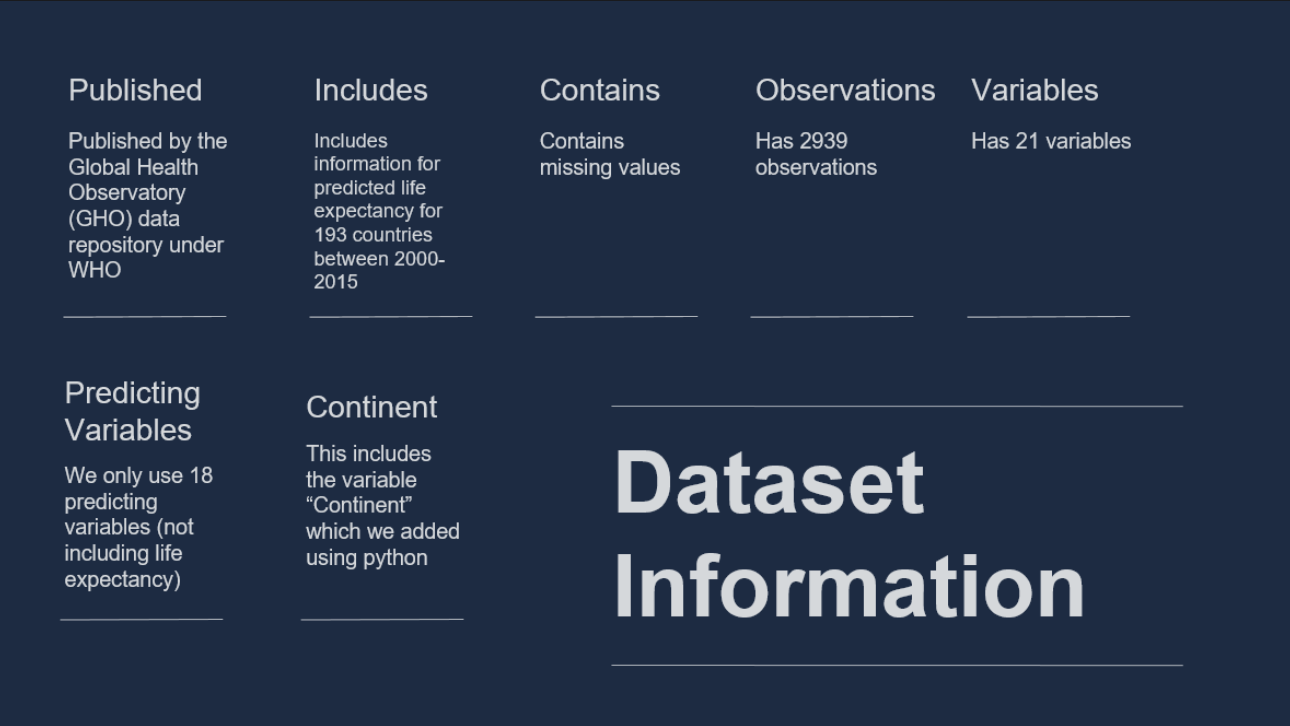 Published
Published by the
Global Health
Observatory
(GHO) data
repository under
WHO
Includes
Includes
information for
predicted life
expectancy for
193 countries
between 2000-
2015
Contains
Contains
missing values
Observations
Has 2939
observations
Variables
Has 21 variables
Predicting
Variables
We only use 18
predicting
variables (not
including life
expectancy)
Continent
This includes
the variable
“Continent”
which we added
using python
Dataset
Information